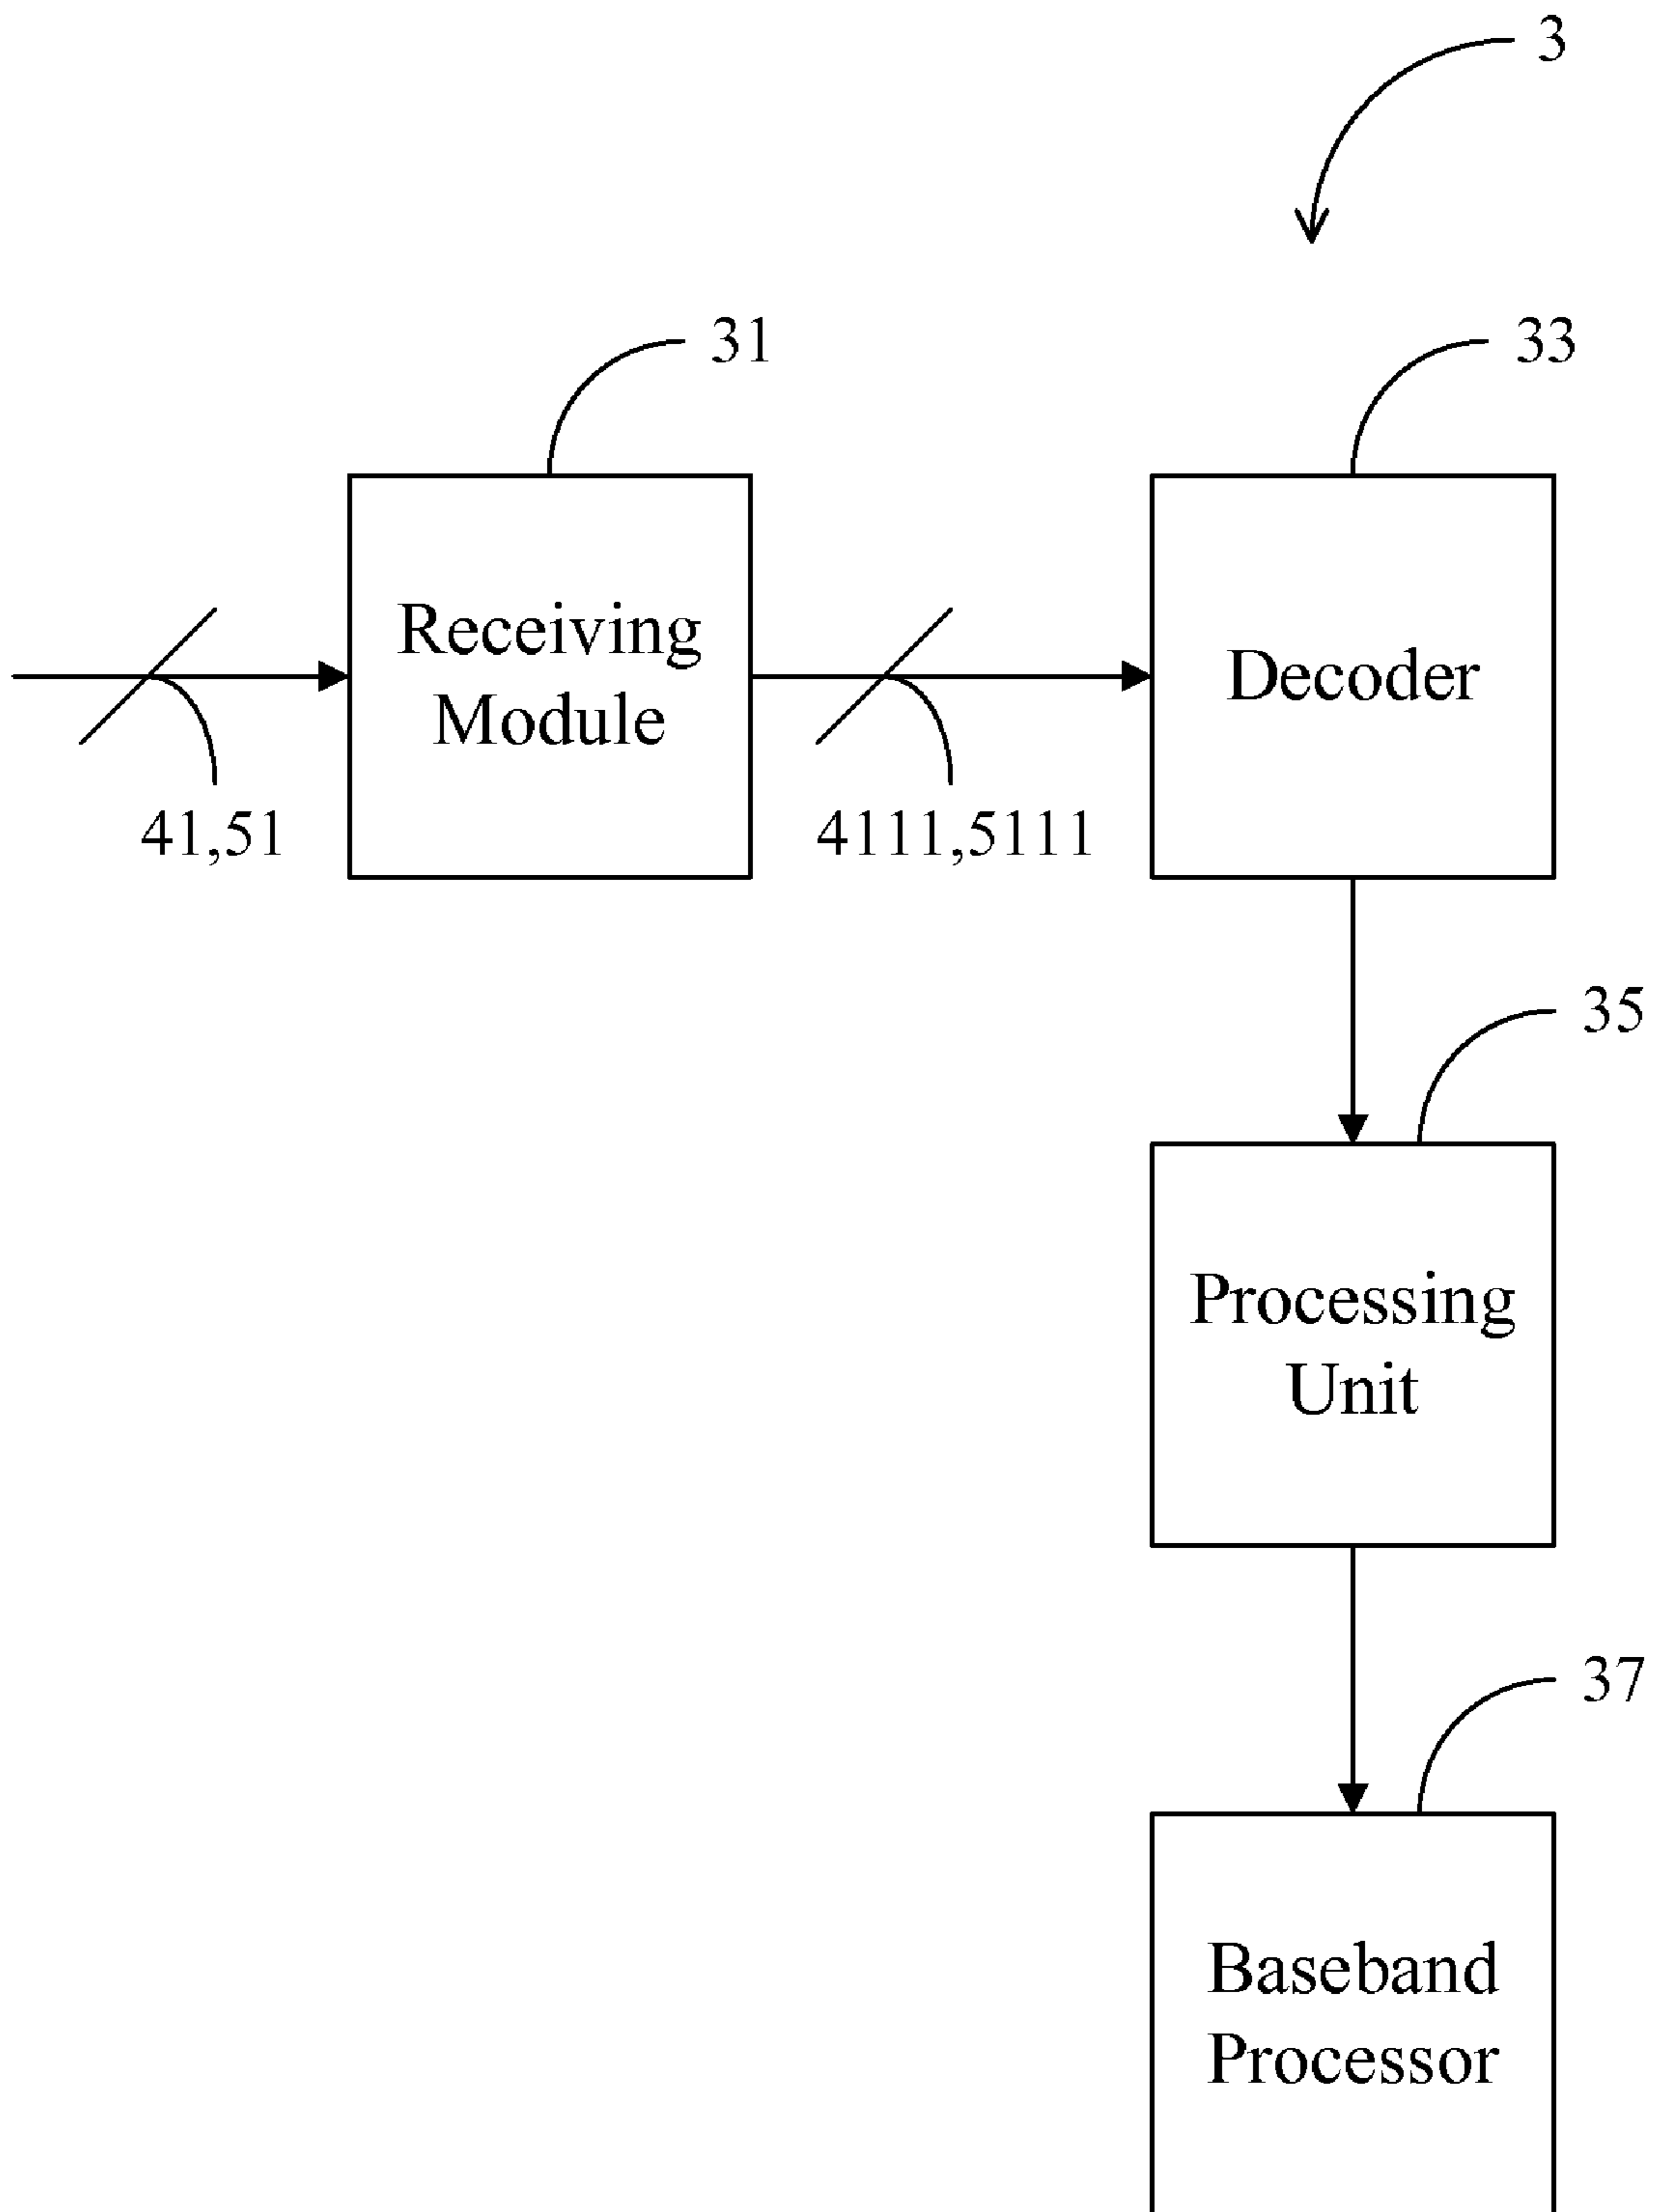 3
31
33
Receiving
Module
Decoder
41,51
4111,5111
35
Processing
Unit
37
Baseband
Processor